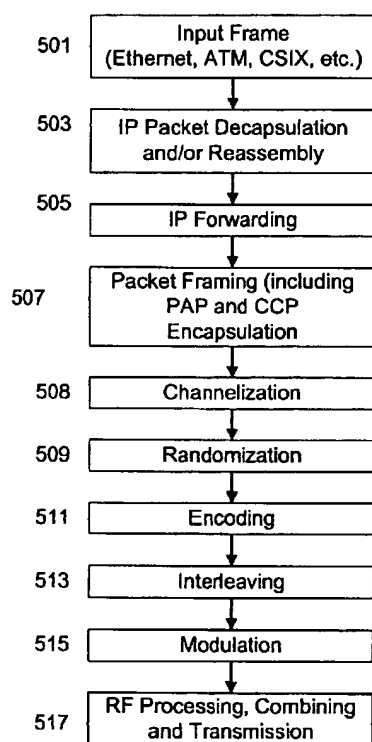 501
Input Frame
(Ethernet, ATM, CSIX, etc.)
503
IP Packet Decapsulation
and/or Reassembly
505
IP Forwarding
507
Packet Framing (including
PAP and CCP
Encapsulation
508
Channelization
509
Randomization
511
Encoding
513
Interleaving
515
Modulation
517
RF Processing, Combining
and Transmission